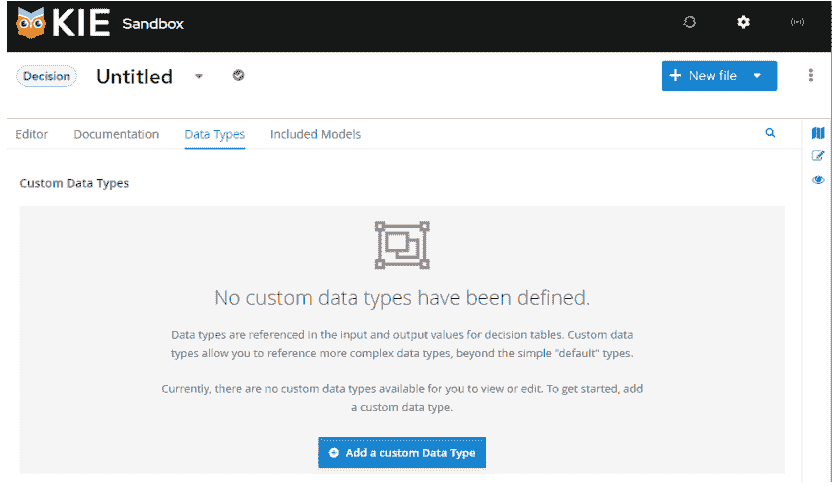 KIE Sandbox
Decision Untitled
New file
Editor Documentation Data Types Included Models
Custom Data Types
No custom data types have been defined.
Data types are referenced in the input and output values for decision tables. Custom data
types allow you to reference more complex data types, beyond the simple "default" types.
Currently, there are no custom data types available for you to view or edit. To get started, add
a custom data type.
Add a custom Data Type